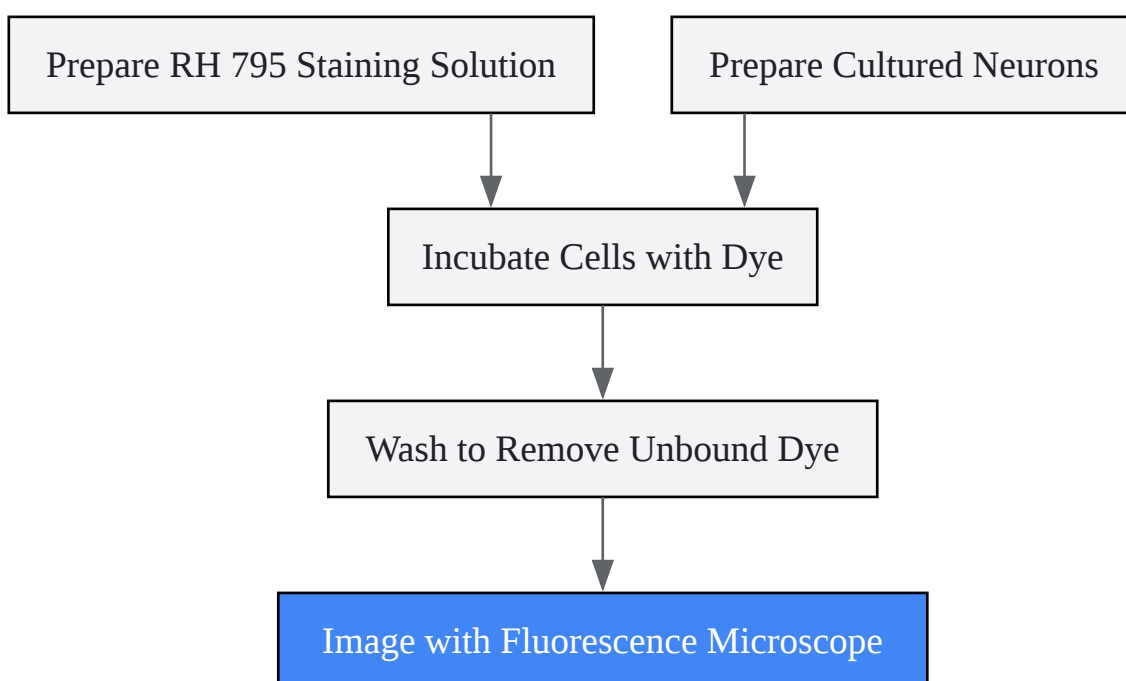 Prepare RH 795 Staining Solution
Prepare Cultured Neurons
Incubate Cells with Dye
Wash to Remove Unbound Dye
Image with Fluorescence Microscope